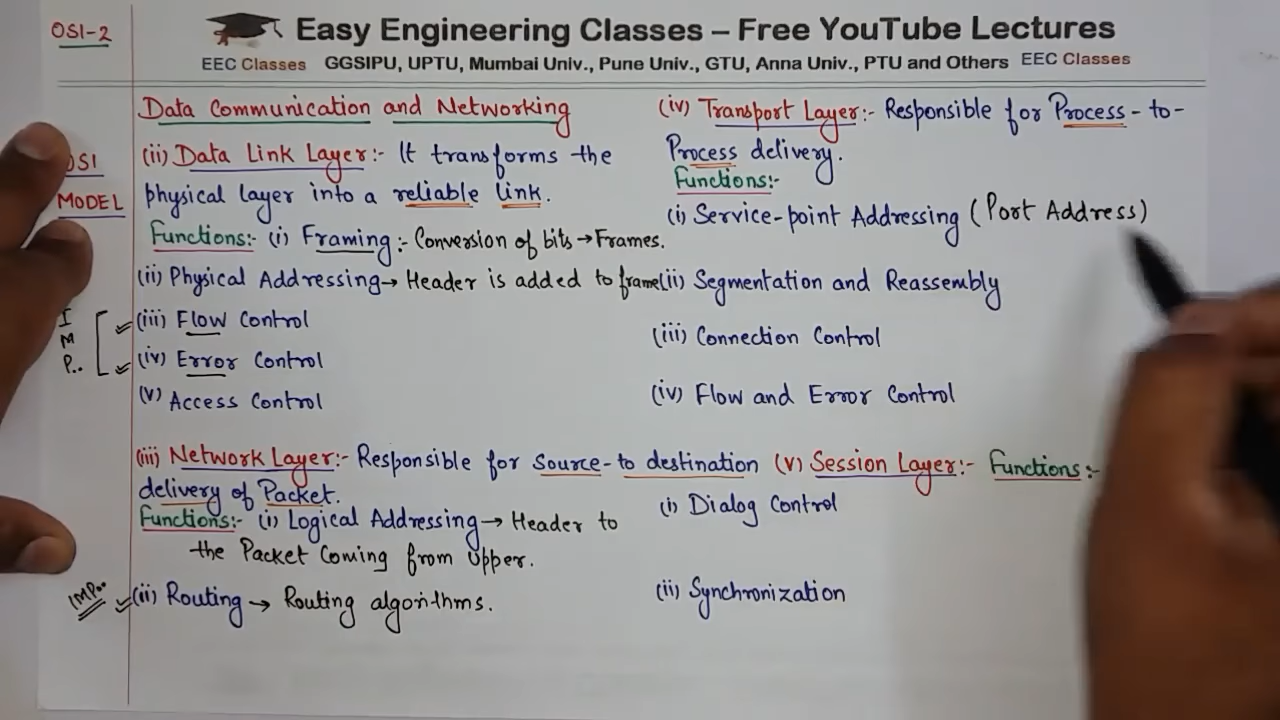 OSI-2
Easy Engineering Classes – Free YouTube Lectures
EEC Classes GGSIPU, UPTU, Mumbai Univ., Pune Univ., GTU, Anna Univ., PTU and Others EEC Classes
OSI
MODEL
Data Communication and Networking
(ii) Data Link Layer:- It transforms the
physical layer into a reliable link.
Functions:- (i) Framing:- Conversion of bits → Frames.
(ii) Physical Addressing → Header is added to frame
I
M
P..
(iii) Flow Control
(iv) Error Control
(v) Access Control
(iii) Network Layer:- Responsible for Source-to destination
delivery of Packet.
Functions:- (i) Logical Addressing → Header to
the Packet Coming from Upper.
IMP..
(ii) Routing → Routing algorithms.
(iv) Transport Layer:- Responsible for Process-to-
Process delivery.
Functions:-
(i) Service-point Addressing (Port Address)
(ii) Segmentation and Reassembly
(iii) Connection Control
(iv) Flow and Error Control
(v) Session Layer:- Functions:-
(i) Dialog Control
(ii) Synchronization